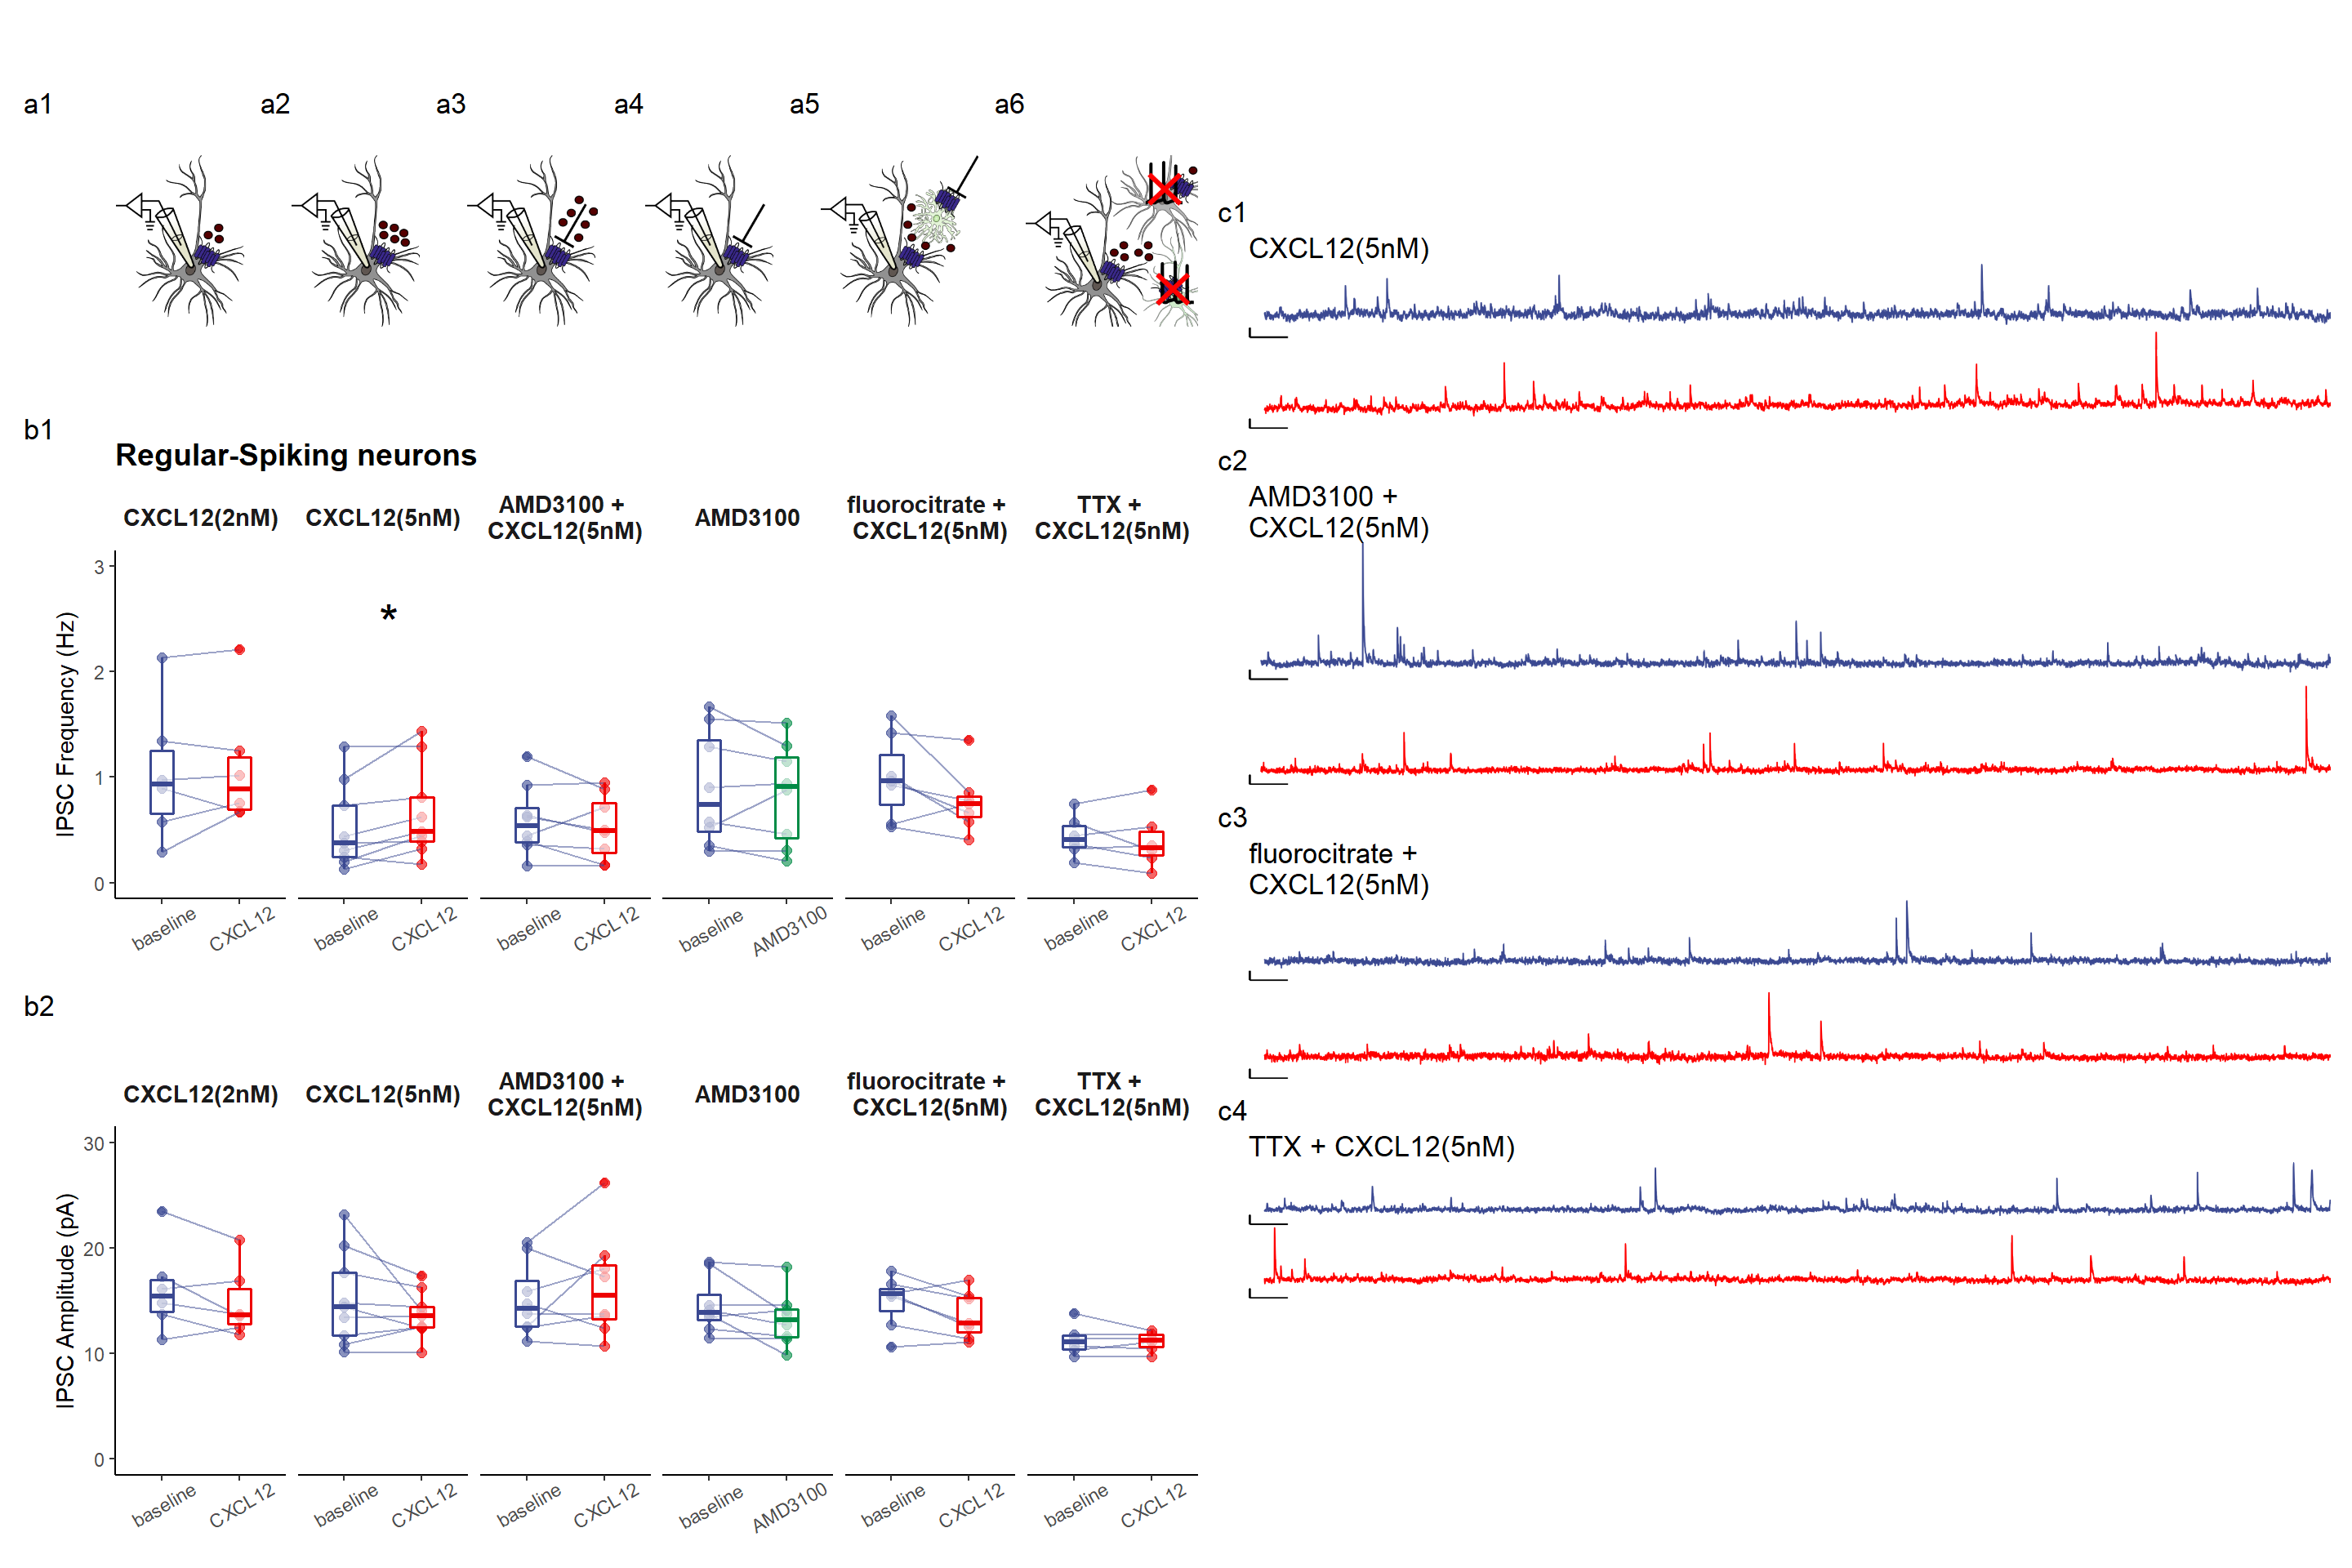 a1
a2
a3
a4
a5
a6
b1
Regular-Spiking neurons
CXCL12(2nM)
CXCL12(5nM)
AMD3100 +
CXCL12(5nM)
AMD3100
fluorocitrate +
CXCL12(5nM)
TTX +
CXCL12(5nM)
IPSC Frequency (Hz)
3
2
1
0
*
baseline
CXCL12
baseline
CXCL12
baseline
CXCL12
baseline
AMD3100
baseline
CXCL12
baseline
CXCL12
b2
CXCL12(2nM)
CXCL12(5nM)
AMD3100 +
CXCL12(5nM)
AMD3100
fluorocitrate +
CXCL12(5nM)
TTX +
CXCL12(5nM)
IPSC Amplitude (pA)
30
20
10
0
baseline
CXCL12
baseline
CXCL12
baseline
CXCL12
baseline
AMD3100
baseline
CXCL12
baseline
CXCL12
c1
CXCL12(5nM)
c2
AMD3100 +
CXCL12(5nM)
c3
fluorocitrate +
CXCL12(5nM)
c4
TTX + CXCL12(5nM)